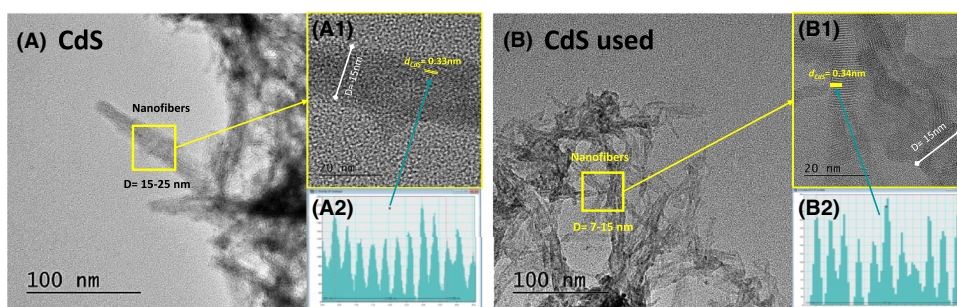 (A) CdS
Nanofibers
D= 15-25 nm
100 nm
(A1)
D= 15nm
dCdS= 0.33nm
20 nm
(A2)
(B) CdS used
Nanofibers
D= 7-15 nm
100 nm
(B1)
dCdS= 0.34nm
D= 15nm
20 nm
(B2)